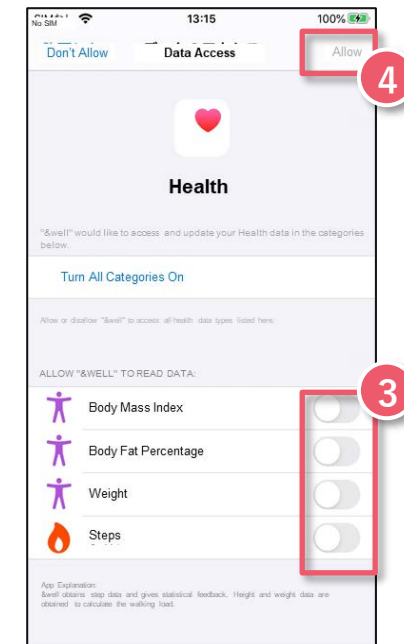 No SIM 13:15 100%
Don't Allow Data Access Allow
4
Health
"&well" would like to access and update your Health data in the categories
below.
Turn All Categories On
Allow or disallow "&well" to access all health data types listed here.
ALLOW "&WELL" TO READ DATA:
3
Body Mass Index
Body Fat Percentage
Weight
Steps
App Explanation:
&well obtains step data and gives statistical feedback. Height and weight data are
obtained to calculate the walking load.